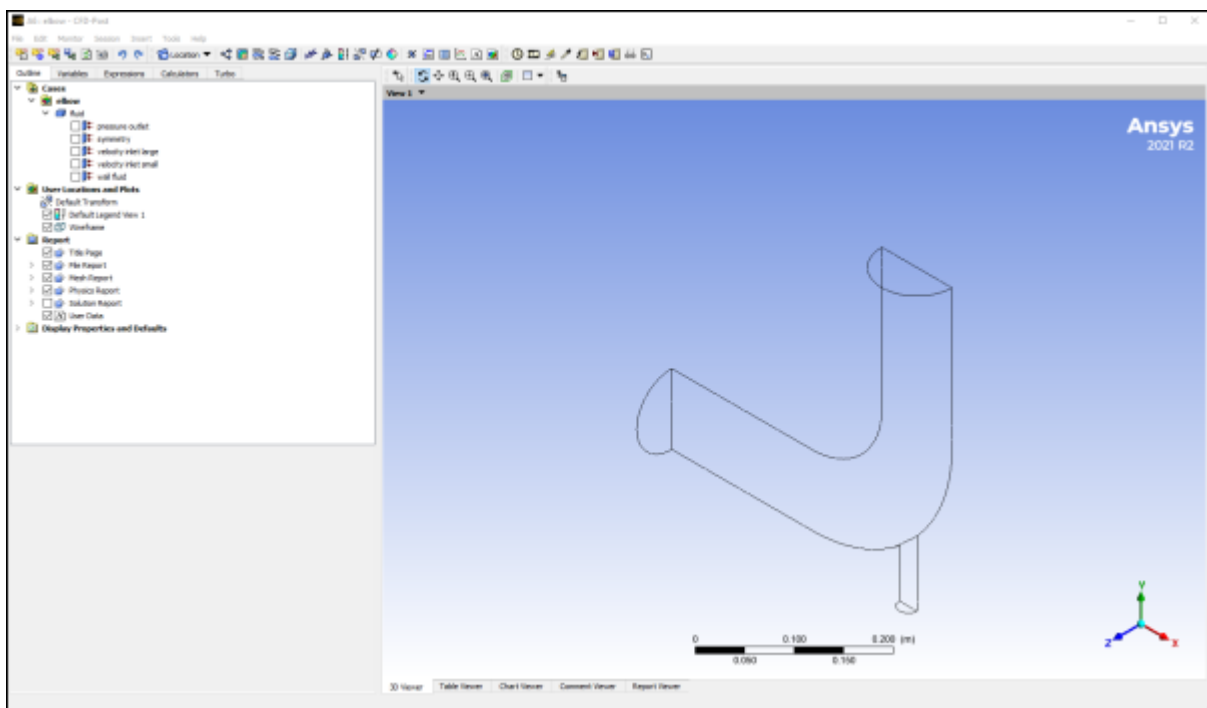 A6 : elbow - CFD-Post
File Edit Monitor Session Insert Tools Help
Location
Outline Variables Expressions Calculators Turbo
View 1
Cases
elbow
fluid
pressure outlet
symmetry
velocity inlet large
velocity inlet small
wall fluid
User Locations and Plots
Default Transform
Default Legend View 1
Wireframe
Report
Title Page
File Report
Mesh Report
Physics Report
Solution Report
User Data
Display Properties and Defaults
Ansys
2021 R2
0 0.100 0.200 (m)
0.050 0.150
Y
Z X
3D Viewer Table Viewer Chart Viewer Comment Viewer Report Viewer